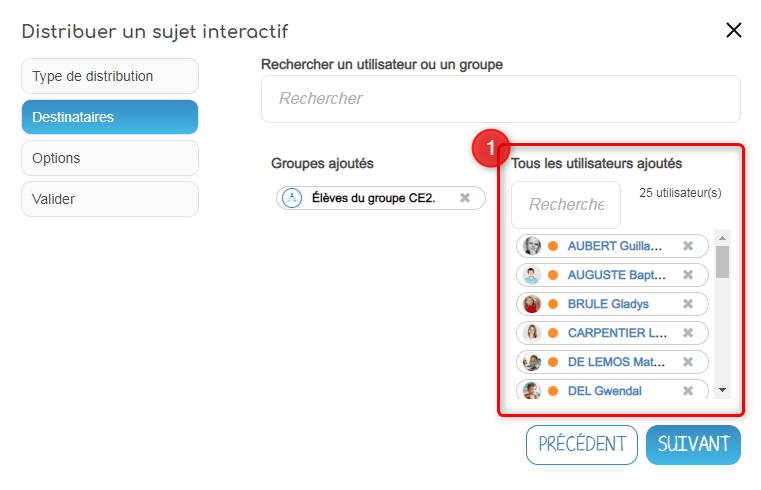 Distribuer un sujet interactif
Type de distribution
Destinataires
Options
Valider
Rechercher un utilisateur ou un groupe
Rechercher
Groupes ajoutés
Élèves du groupe CE2.
1
Tous les utilisateurs ajoutés
Recherche
25 utilisateur(s)
AUBERT Guilla...
AUGUSTE Bapt...
BRULE Gladys
CARPENTIER L...
DE LEMOS Mat...
DEL Gwendal
PRÉCÉDENT
SUIVANT